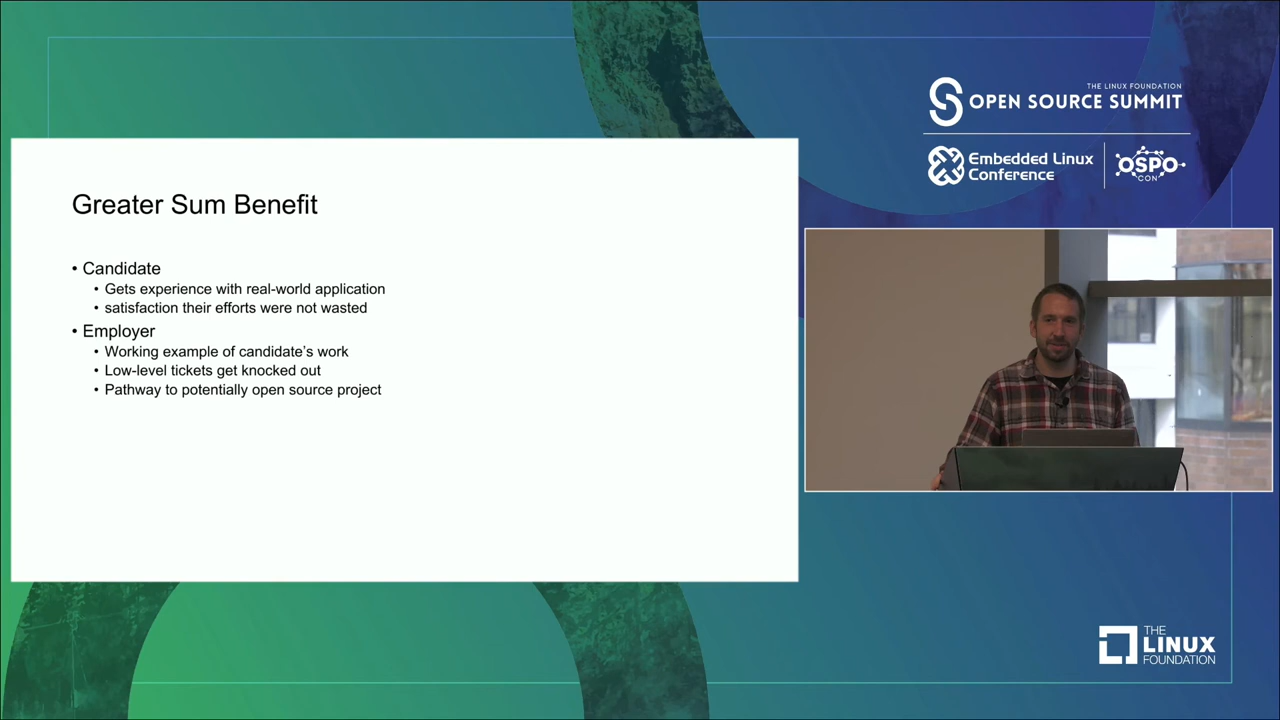 THE LINUX FOUNDATION
OPEN SOURCE SUMMIT
Embedded Linux
Conference
OSPO
CON
Greater Sum Benefit
• Candidate
• Gets experience with real-world application
• satisfaction their efforts were not wasted
• Employer
• Working example of candidate's work
• Low-level tickets get knocked out
• Pathway to potentially open source project
THE
LINUX
FOUNDATION